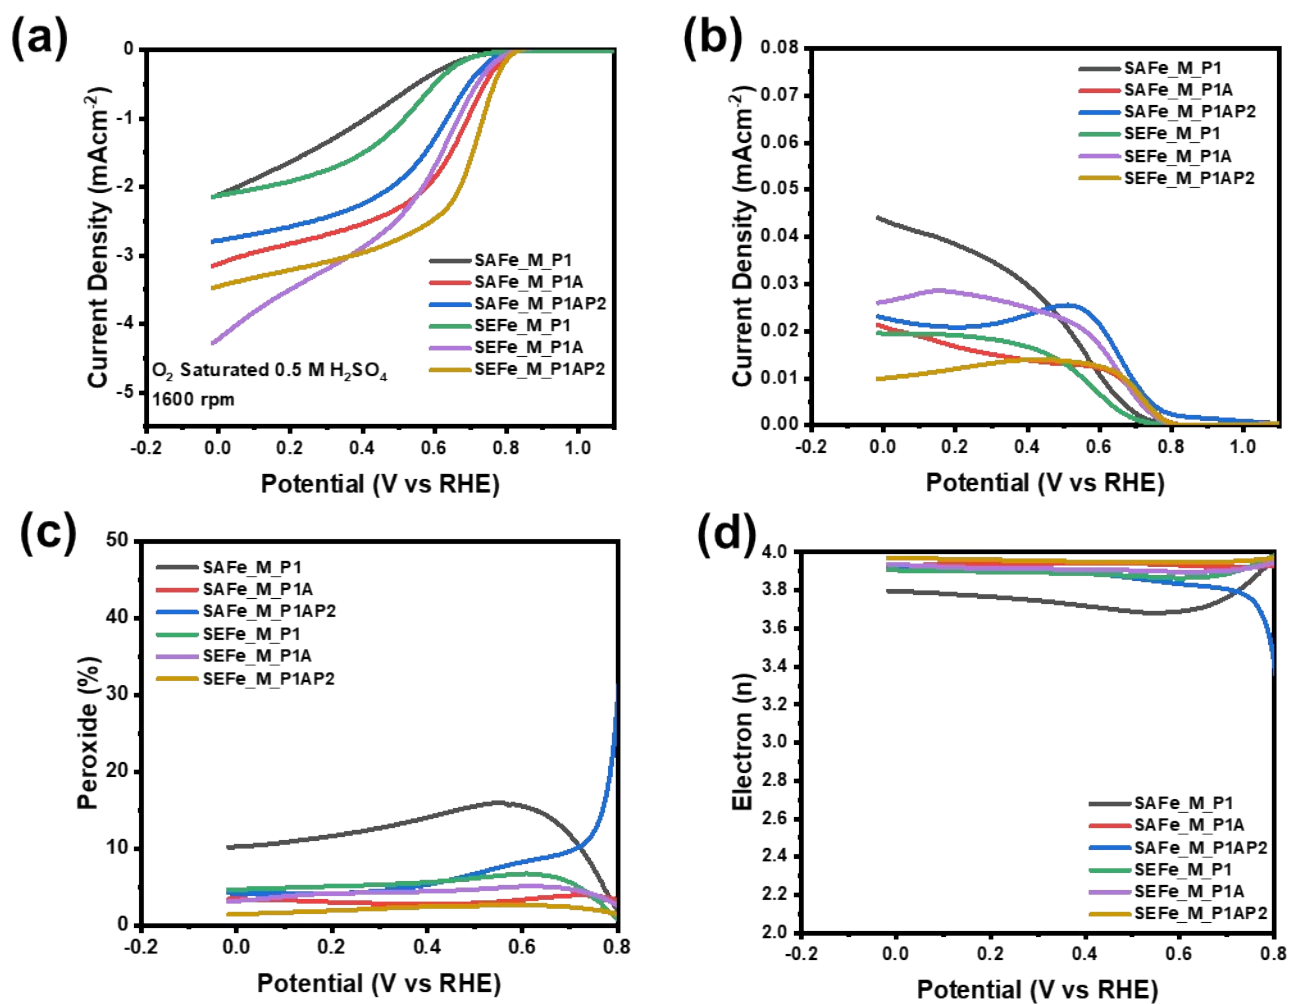 (a)
0
-1
-2
-3
-4
-5
Current Density (mAcm-2)
SAFe_M_P1
SAFe_M_P1A
SAFe_M_P1AP2
SEFe_M_P1
SEFe_M_P1A
SEFe_M_P1AP2
O2 Saturated 0.5 M H2SO4
1600 rpm
-0.2 0.0 0.2 0.4 0.6 0.8 1.0
Potential (V vs RHE)
(b)
0.08
0.07
0.06
0.05
0.04
0.03
0.02
0.01
0.00
Current Density (mAcm-2)
SAFe_M_P1
SAFe_M_P1A
SAFe_M_P1AP2
SEFe_M_P1
SEFe_M_P1A
SEFe_M_P1AP2
-0.2 0.0 0.2 0.4 0.6 0.8 1.0
Potential (V vs RHE)
(c)
50
40
30
20
10
0
Peroxide (%)
SAFe_M_P1
SAFe_M_P1A
SAFe_M_P1AP2
SEFe_M_P1
SEFe_M_P1A
SEFe_M_P1AP2
-0.2 0.0 0.2 0.4 0.6 0.8
Potential (V vs RHE)
(d)
4.0
3.8
3.6
3.4
3.2
3.0
2.8
2.6
2.4
2.2
2.0
Electron (n)
SAFe_M_P1
SAFe_M_P1A
SAFe_M_P1AP2
SEFe_M_P1
SEFe_M_P1A
SEFe_M_P1AP2
-0.2 0.0 0.2 0.4 0.6 0.8
Potential (V vs RHE)